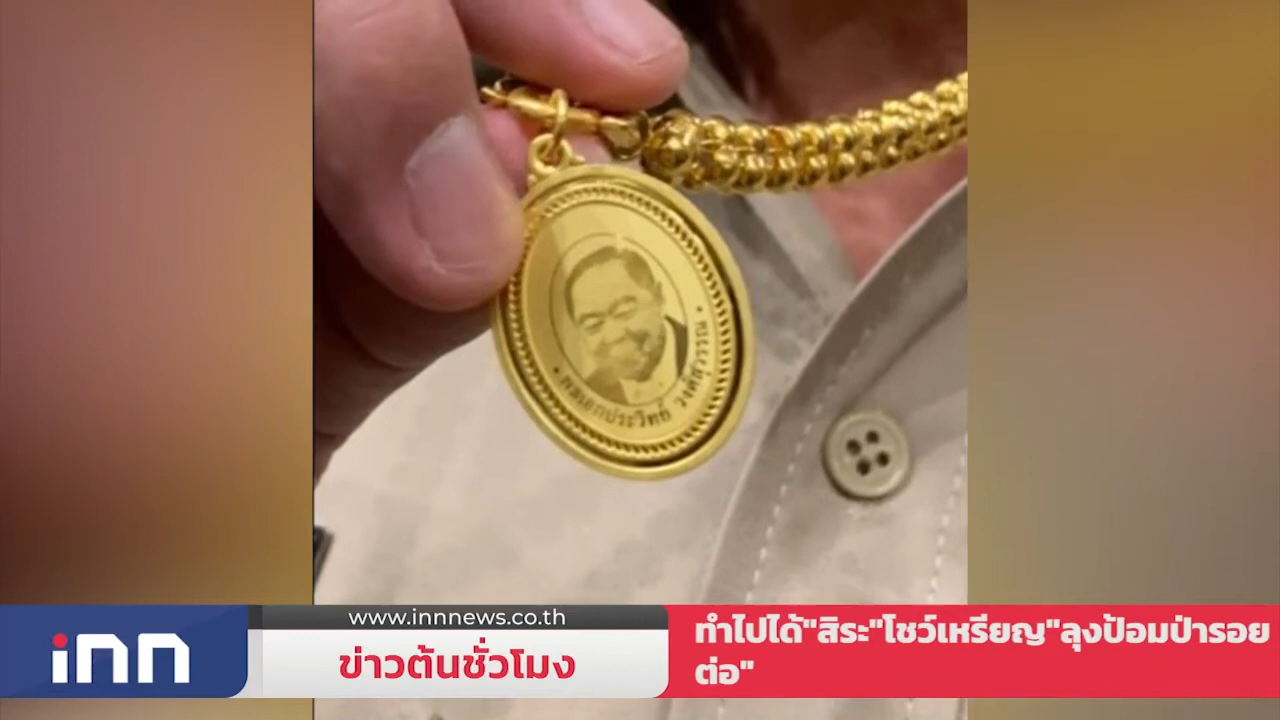 • พลเอกประวิทย์ วงศ์สุวรรณ •
inn
www.innnews.co.th
ข่าวต้นชั่วโมง
ทำไปได้"สิระ"โชว์เหรียญ"ลุงป้อมป่ารอย
ต่อ"